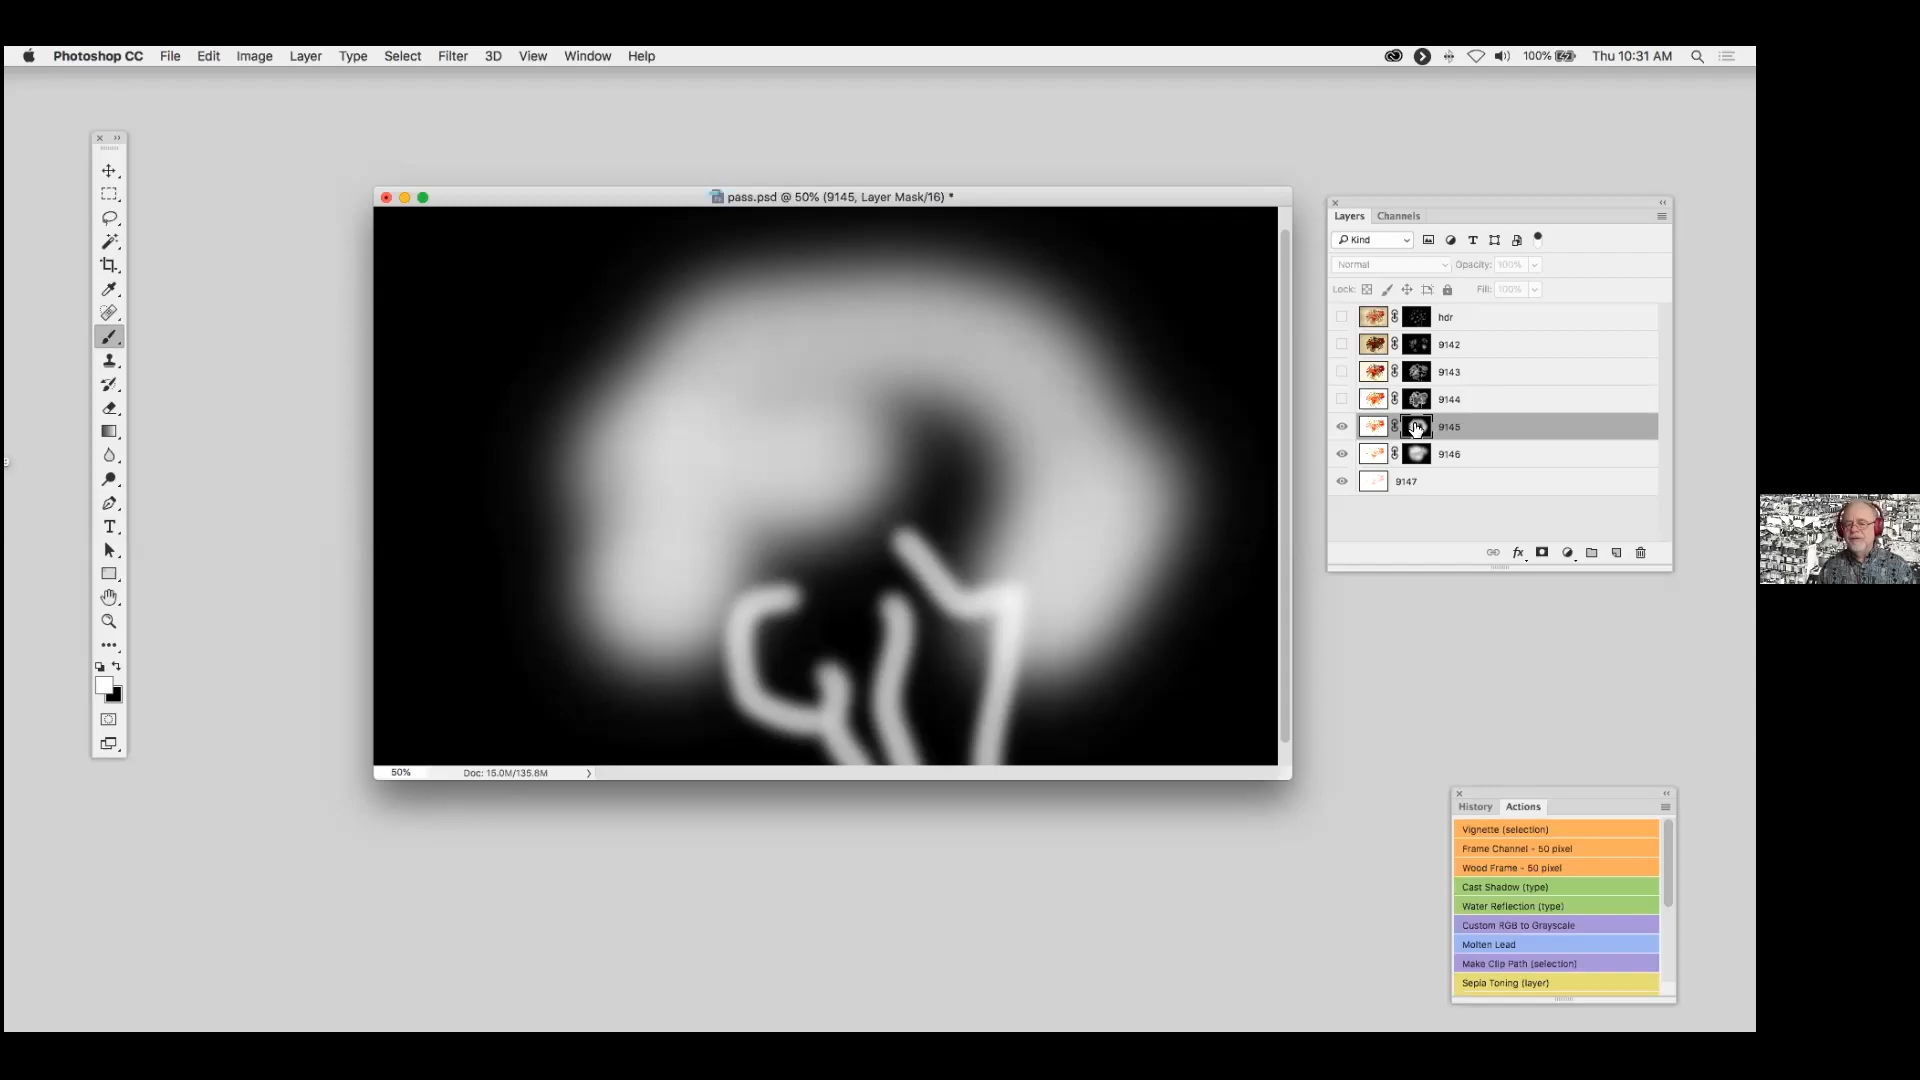 Photoshop CC File Edit Image Layer Type Select Filter 3D View Window Help 100% Thu 10:31 AM
pass.psd @ 50% (9145, Layer Mask/16) *
Layers Channels
Kind
Normal Opacity: 100%
Lock: Fill: 100%
hdr
9142
9143
9144
9145
9146
9147
50% Doc: 15.0M/135.8M
History Actions
Vignette (selection)
Frame Channel - 50 pixel
Wood Frame - 50 pixel
Cast Shadow (type)
Water Reflection (type)
Custom RGB to Grayscale
Molten Lead
Make Clip Path (selection)
Sepia Toning (layer)